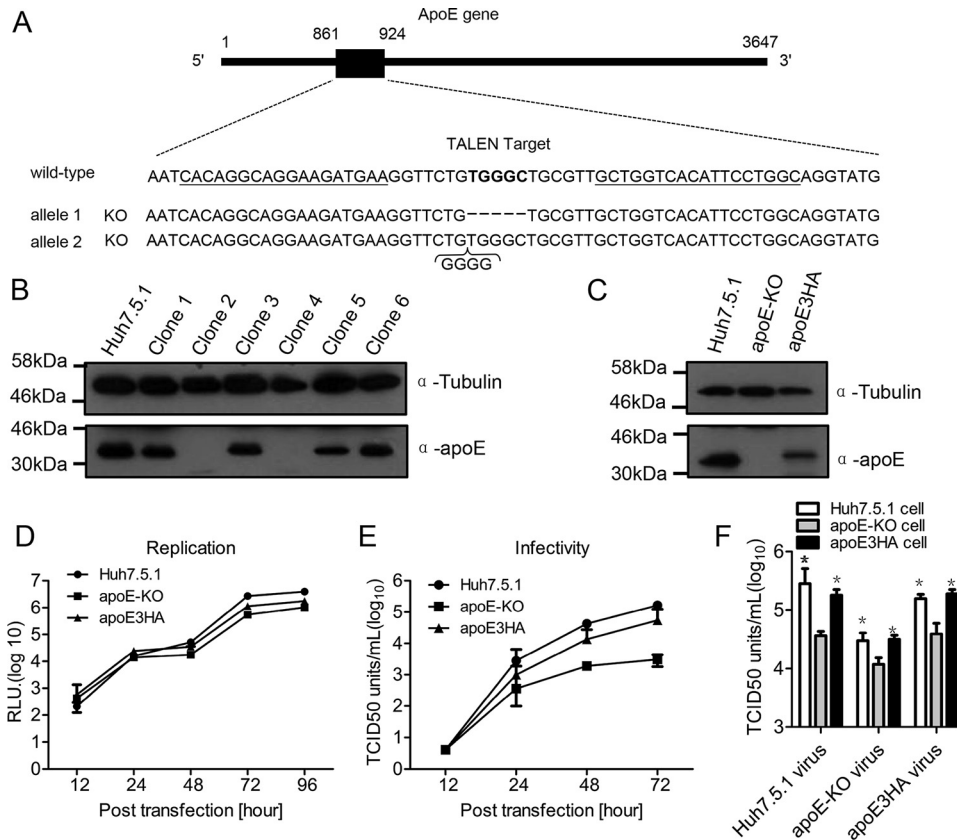 A
ApoE gene
1 861 924 3647
5' 3'
TALEN Target
wild-type AATCACAGGCAGGAAGATGAAGGTTCTGTGGGCTGCGTTGCTGGTCACATTCCTGGCAGGTATG
allele 1 KO AATCACAGGCAGGAAGATGAAGGTTCTG-----TGCGTTGCTGGTCACATTCCTGGCAGGTATG
allele 2 KO AATCACAGGCAGGAAGATGAAGGTTCTGTGGGCTGCGTTGCTGGTCACATTCCTGGCAGGTATG
GGGG
B
Huh7.5.1 Clone 1 Clone 2 Clone 3 Clone 4 Clone 5 Clone 6
58kDa
46kDa
α-Tubulin
46kDa
30kDa
α-apoE
C
Huh7.5.1 apoE-KO apoE3HA
58kDa
46kDa
α-Tubulin
46kDa
30kDa
α-apoE
D
Replication
Huh7.5.1
apoE-KO
apoE3HA
RLU.(log 10)
7
6
5
4
3
2
1
0
12 24 48 72 96
Post transfection [hour]
E
Infectivity
Huh7.5.1
apoE-KO
apoE3HA
TCID50 units/mL(log10)
6
5
4
3
2
1
0
12 24 48 72
Post transfection [hour]
F
Huh7.5.1 cell
apoE-KO cell
apoE3HA cell
TCID50 units/mL(log10)
6
5
4
3
* * * * * *
Huh7.5.1 virus
apoE-KO virus
apoE3HA virus